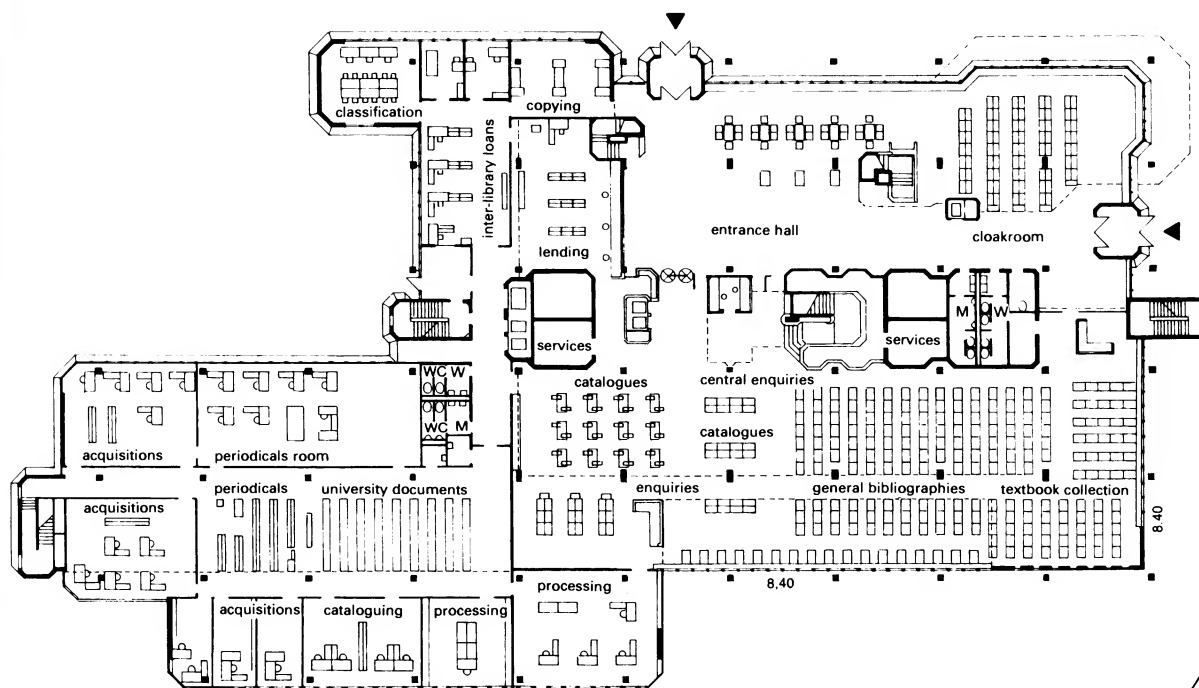 classification
copying
inter-library loans
lending
entrance hall
cloakroom
services
services
M
W
WC
W
WC
M
catalogues
central enquiries
catalogues
acquisitions
periodicals room
periodicals
university documents
enquiries
general bibliographies
textbook collection
acquisitions
8.40
8,40
acquisitions
cataloguing
processing
processing